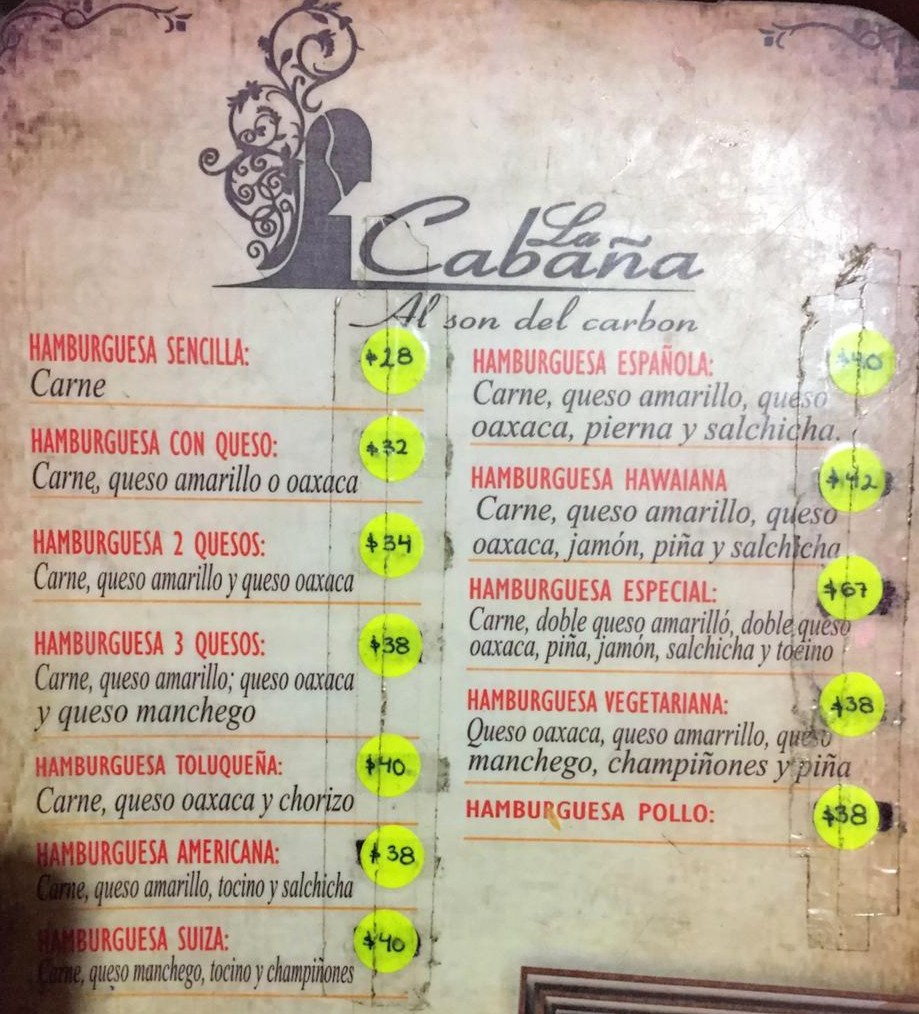 La
Cabaña
Al son del carbon
HAMBURGUESA SENCILLA: $28
Carne
HAMBURGUESA CON QUESO: $32
Carne, queso amarillo o oaxaca
HAMBURGUESA 2 QUESOS: $34
Carne, queso amarillo y queso oaxaca
HAMBURGUESA 3 QUESOS: $38
Carne, queso amarillo; queso oaxaca
y queso manchego
HAMBURGUESA TOLUQUEÑA: $40
Carne, queso oaxaca y chorizo
HAMBURGUESA AMERICANA: $38
Carne, queso amarillo, tocino y salchicha
HAMBURGUESA SUIZA: $40
Carne, queso manchego, tocino y champiñones
HAMBURGUESA ESPAÑOLA: $40
Carne, queso amarillo, queso
oaxaca, pierna y salchicha.
HAMBURGUESA HAWAIANA $42
Carne, queso amarillo, queso
oaxaca, jamón, piña y salchicha
HAMBURGUESA ESPECIAL: $67
Carne, doble queso amarilló, doble queso
oaxaca, piña, jamón, salchicha y tocino
HAMBURGUESA VEGETARIANA: $38
Queso oaxaca, queso amarrillo, queso
manchego, champiñones y piña
HAMBURGUESA POLLO: $38